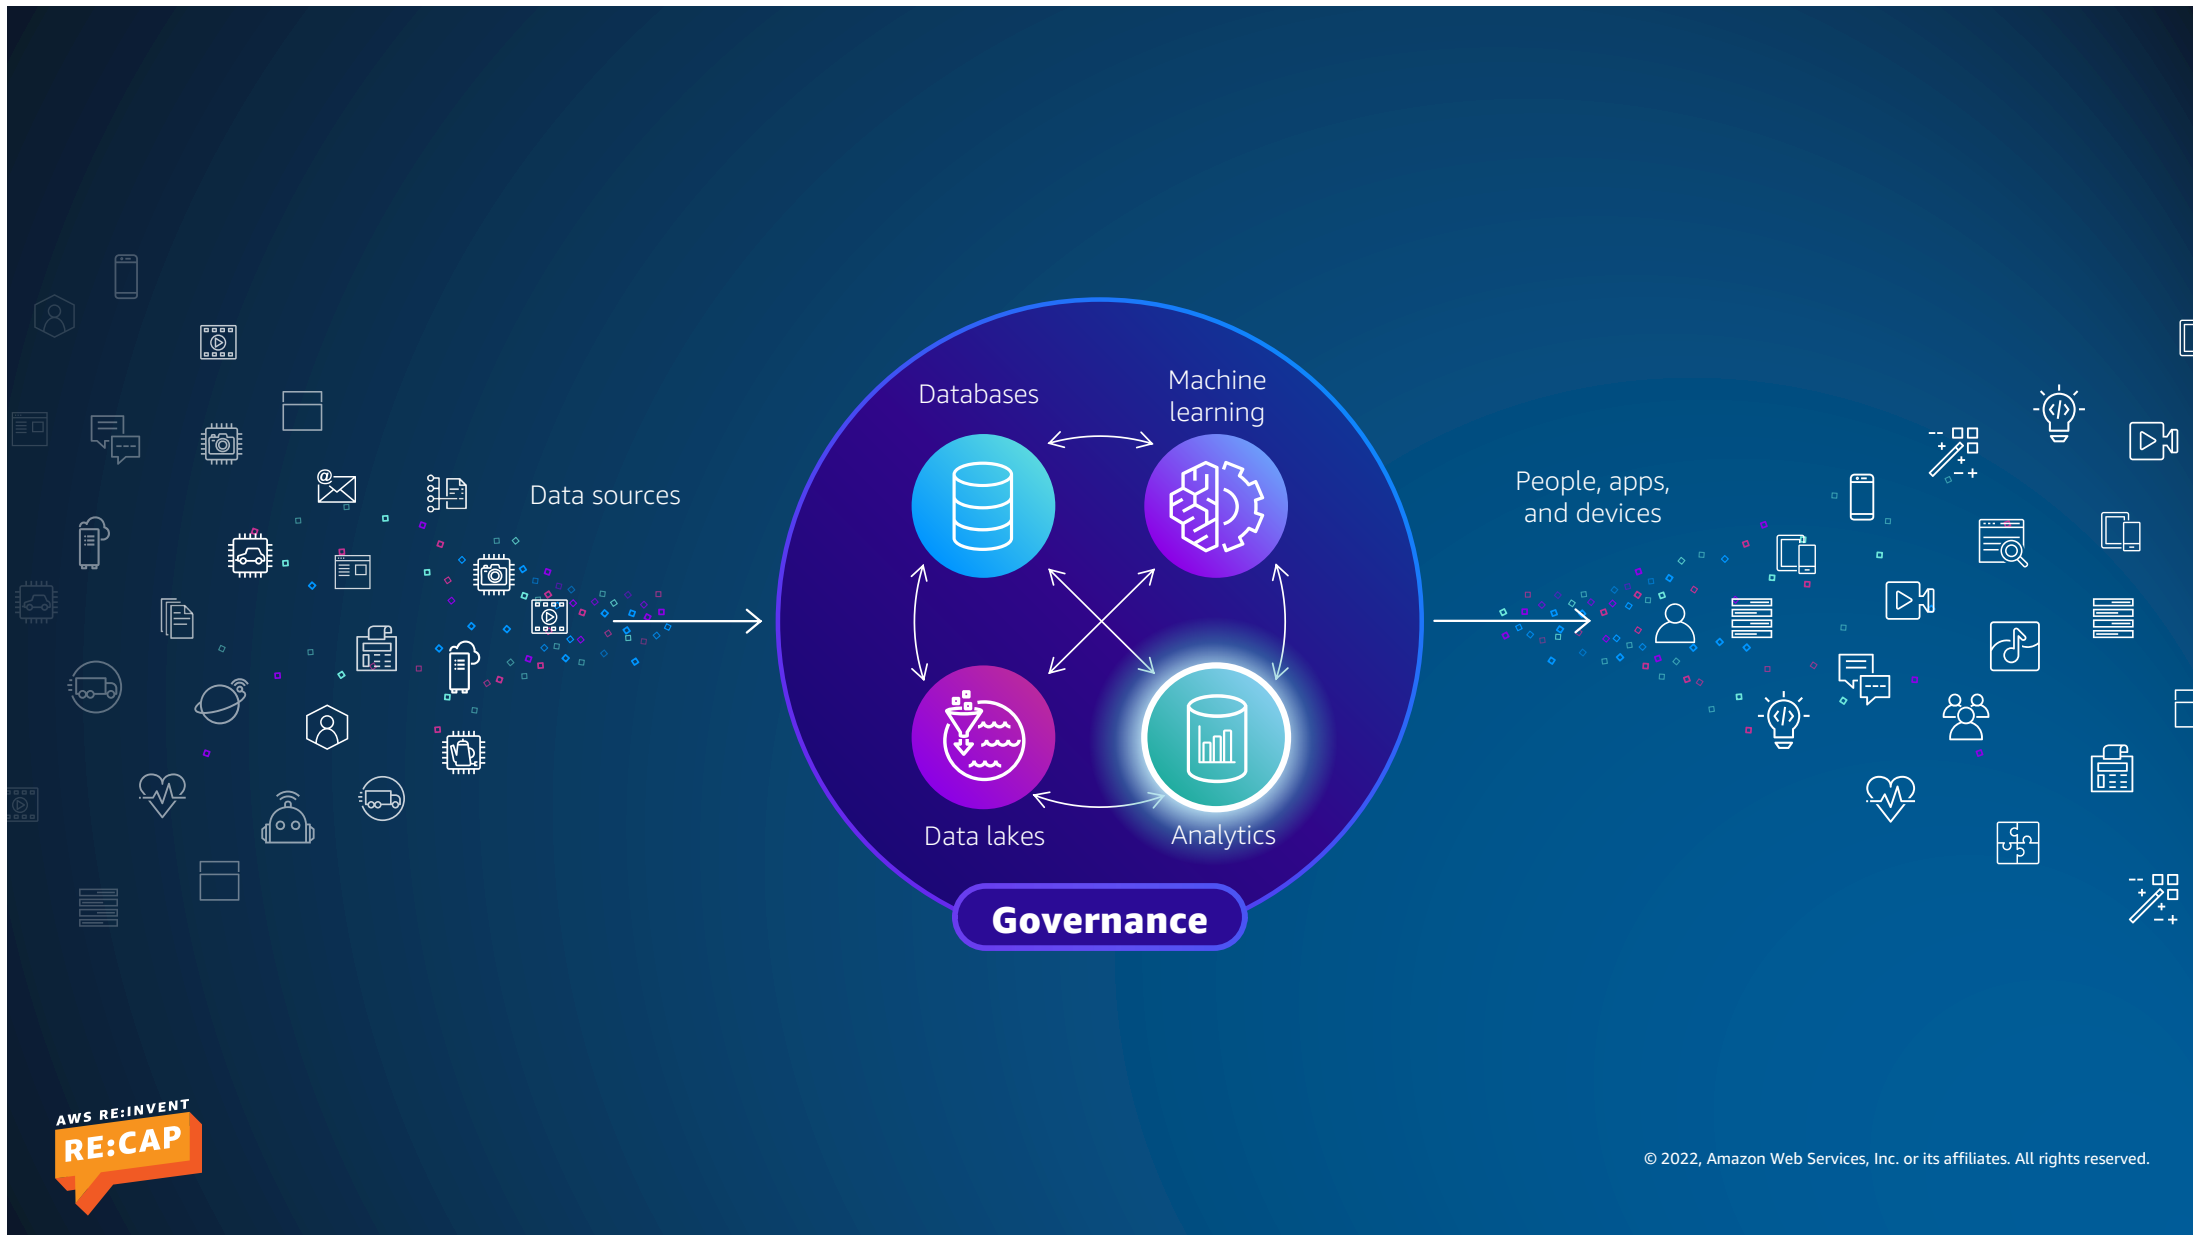 Databases
Machine
learning
Data sources
People, apps,
and devices
Data lakes
Analytics
Governance
AWS RE:INVENT
RE:CAP
© 2022, Amazon Web Services, Inc. or its affiliates. All rights reserved.